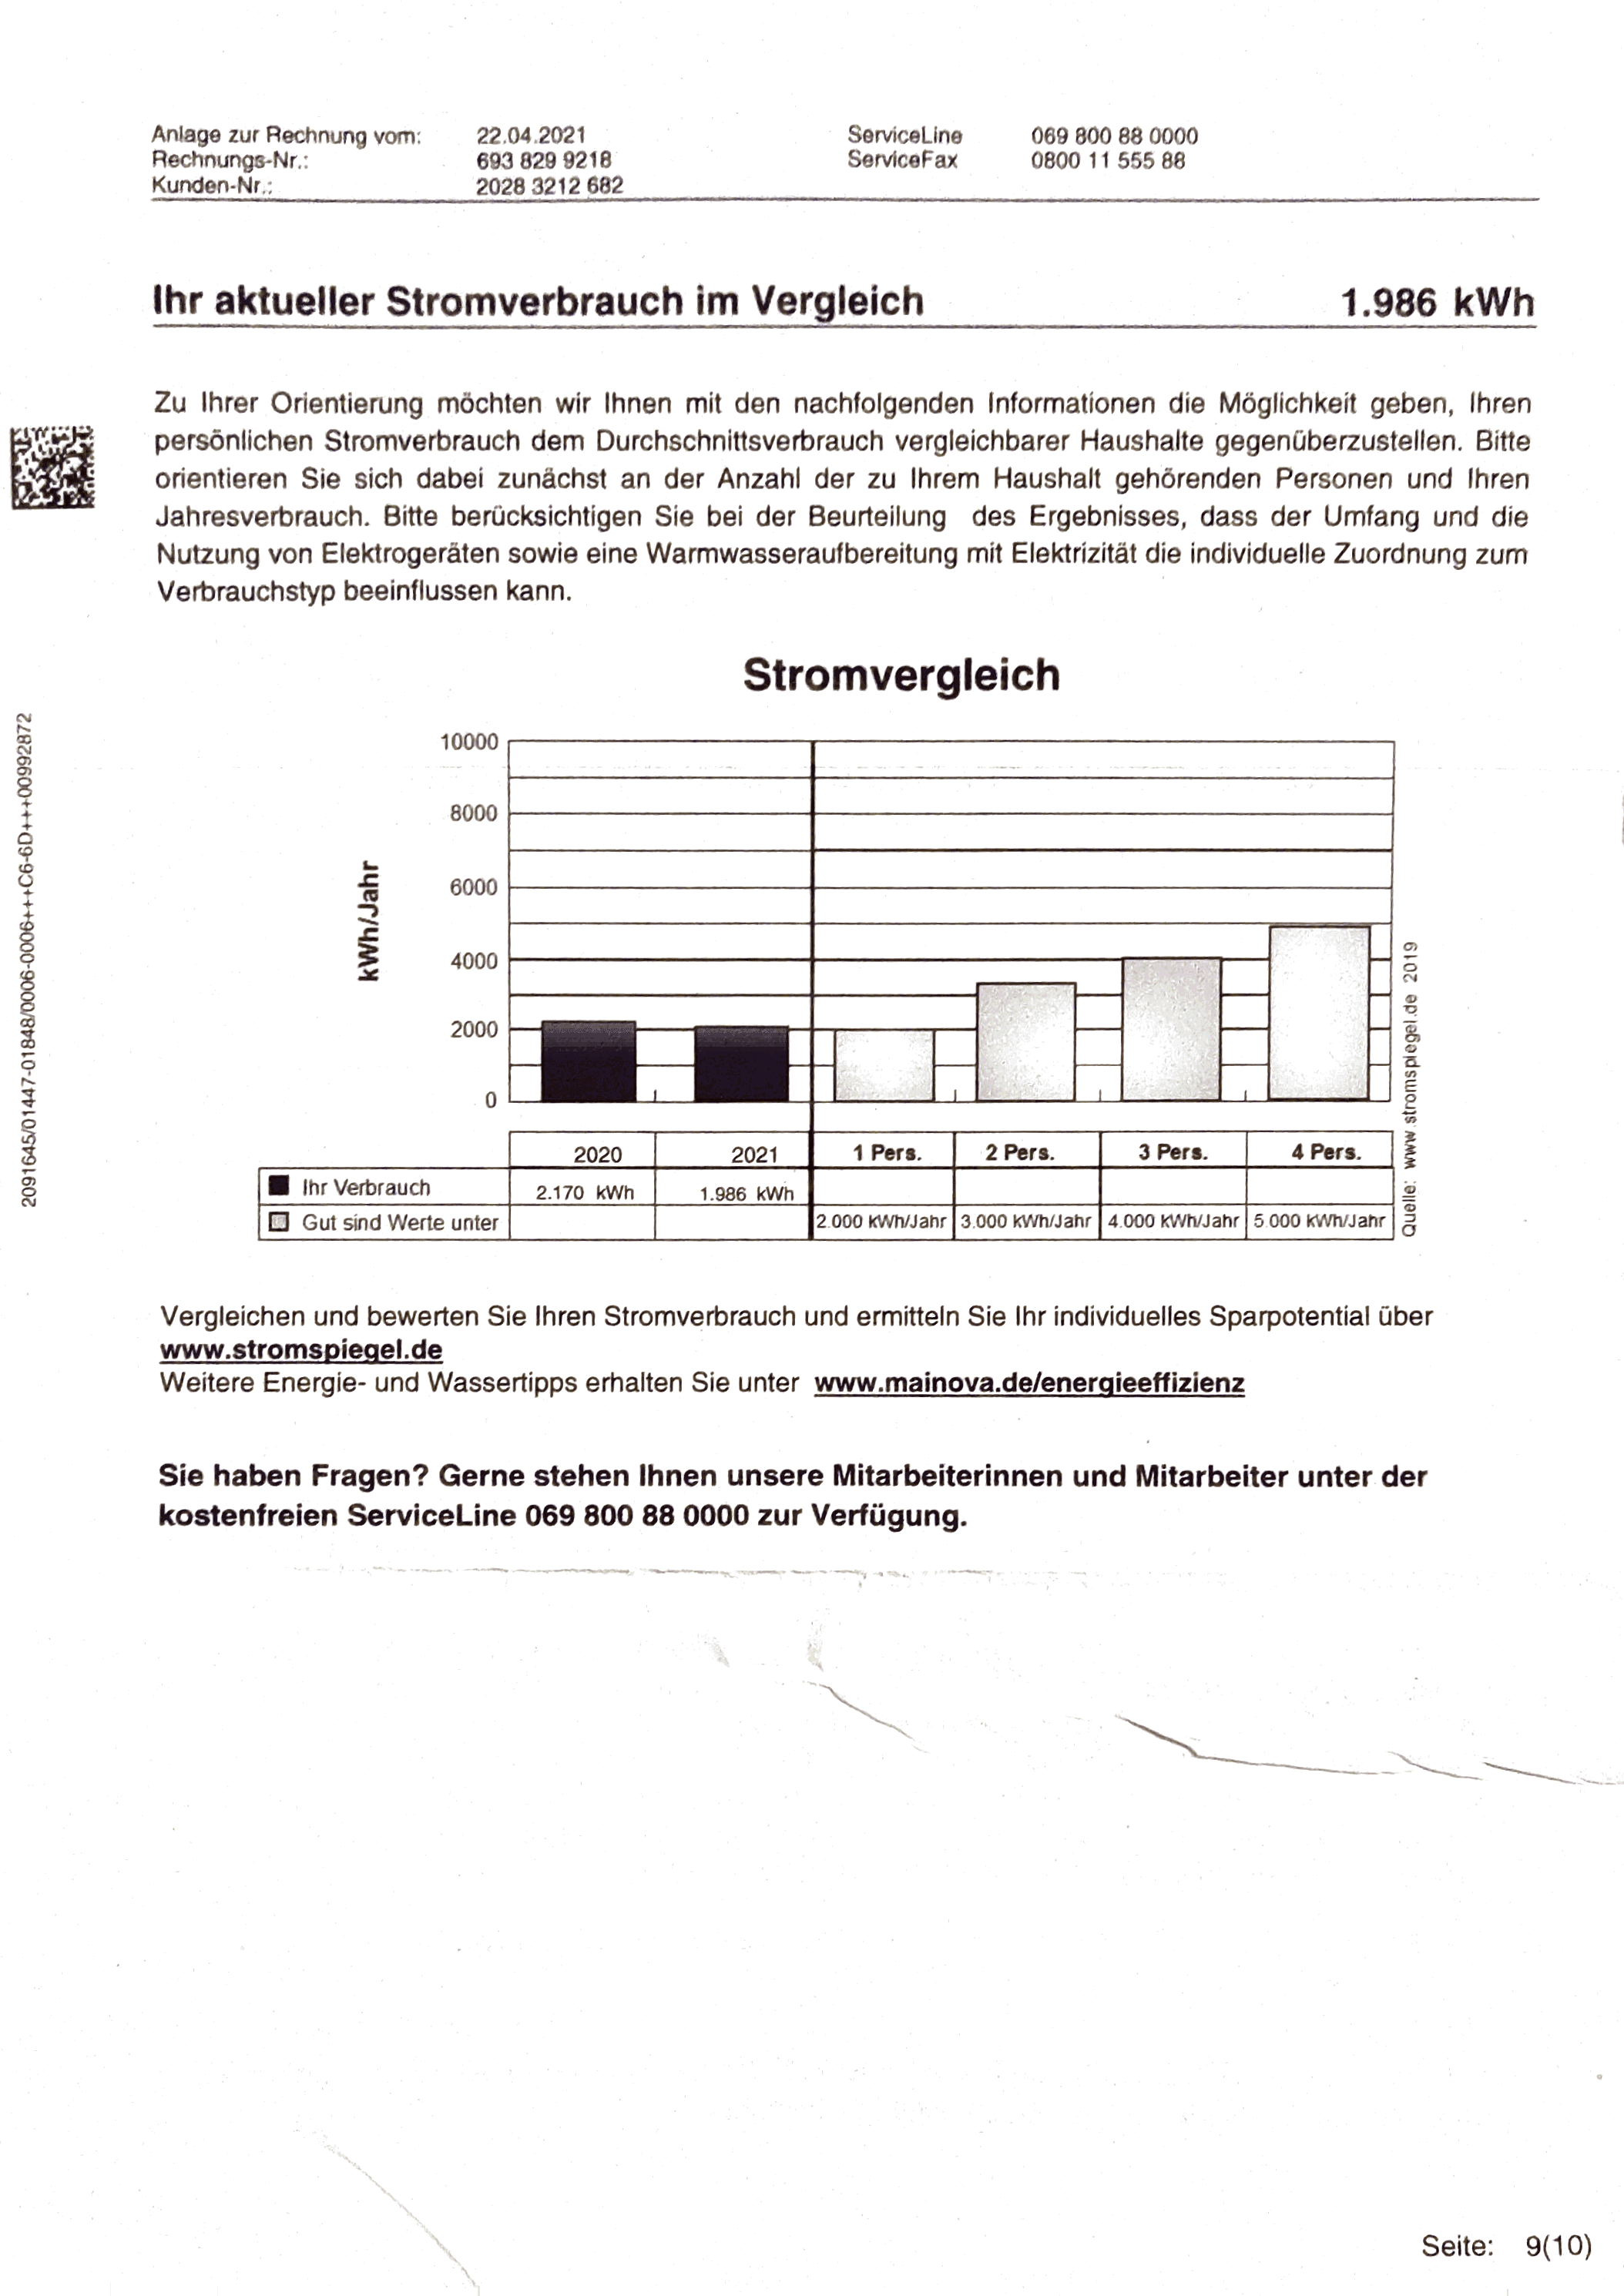 Anlage zur Rechnung vom: 22.04.2021 ServiceLine 069 800 88 0000
Rechnungs-Nr.: 693 829 9218 ServiceFax 0800 11 555 88
Kunden-Nr.: 2028 3212 682
Ihr aktueller Stromverbrauch im Vergleich 1.986 kWh
Zu Ihrer Orientierung möchten wir Ihnen mit den nachfolgenden Informationen die Möglichkeit geben, Ihren
persönlichen Stromverbrauch dem Durchschnittsverbrauch vergleichbarer Haushalte gegenüberzustellen. Bitte
orientieren Sie sich dabei zunächst an der Anzahl der zu Ihrem Haushalt gehörenden Personen und Ihren
Jahresverbrauch. Bitte berücksichtigen Sie bei der Beurteilung des Ergebnisses, dass der Umfang und die
Nutzung von Elektrogeräten sowie eine Warmwasseraufbereitung mit Elektrizität die individuelle Zuordnung zum
Verbrauchstyp beeinflussen kann.
2091645/01447-01848/0006-0006+++C6-6D+++00992872
Stromvergleich
kWh/Jahr
10000
8000
6000
4000
2000
0
2020 2021 1 Pers. 2 Pers. 3 Pers. 4 Pers.
Ihr Verbrauch 2.170 kWh 1.986 kWh
Gut sind Werte unter 2.000 kWh/Jahr 3.000 kWh/Jahr 4.000 kWh/Jahr 5.000 kWh/Jahr
Quelle: www.stromspiegel.de 2019
Vergleichen und bewerten Sie Ihren Stromverbrauch und ermitteln Sie Ihr individuelles Sparpotential über
www.stromspiegel.de
Weitere Energie- und Wassertipps erhalten Sie unter www.mainova.de/energieeffizienz
Sie haben Fragen? Gerne stehen Ihnen unsere Mitarbeiterinnen und Mitarbeiter unter der
kostenfreien ServiceLine 069 800 88 0000 zur Verfügung.
Seite: 9(10)